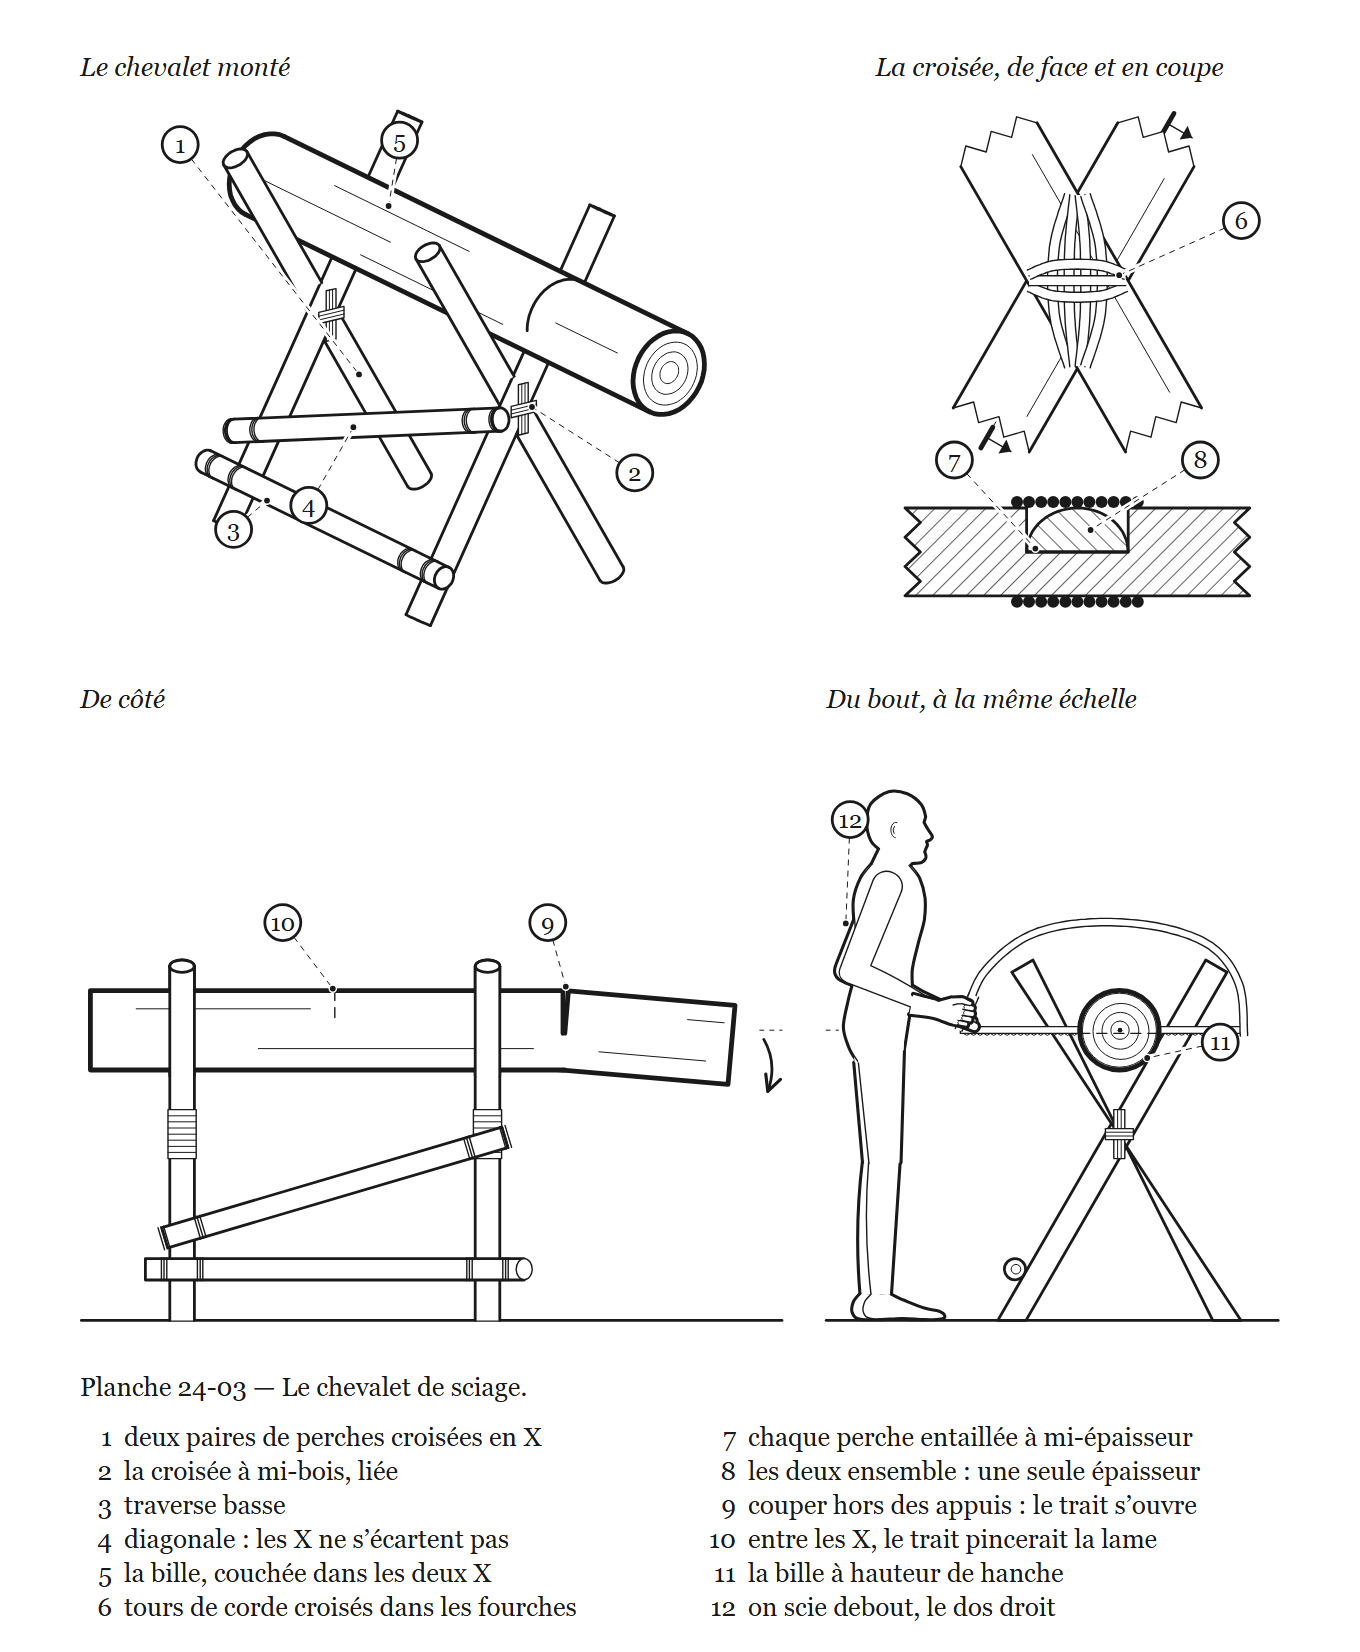 Le chevalet monté
La croisée, de face et en coupe
1
5
6
2
3
4
7
8
De côté
Du bout, à la même échelle
12
10
9
11
Planche 24-03 — Le chevalet de sciage.
1 deux paires de perches croisées en X
2 la croisée à mi-bois, liée
3 traverse basse
4 diagonale : les X ne s’écartent pas
5 la bille, couchée dans les deux X
6 tours de corde croisés dans les fourches
7 chaque perche entaillée à mi-épaisseur
8 les deux ensemble : une seule épaisseur
9 couper hors des appuis : le trait s’ouvre
10 entre les X, le trait pincerait la lame
11 la bille à hauteur de hanche
12 on scie debout, le dos droit